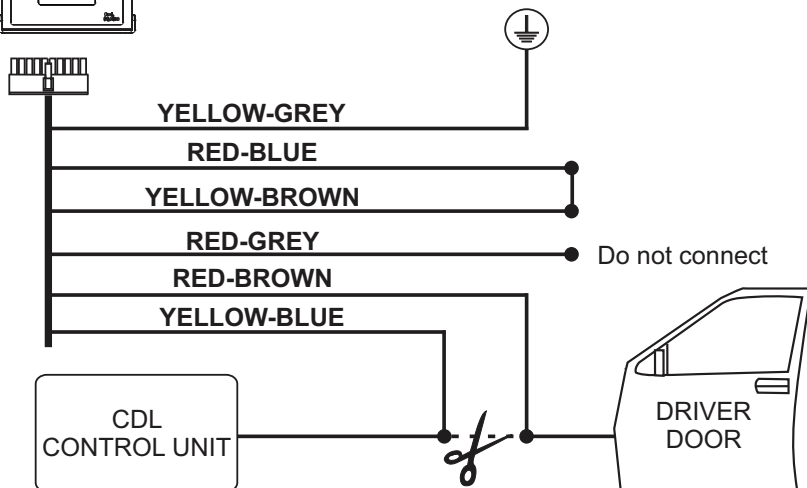 YELLOW-GREY
RED-BLUE
YELLOW-BROWN
RED-GREY
Do not connect
RED-BROWN
YELLOW-BLUE
CDL
CONTROL UNIT
DRIVER
DOOR